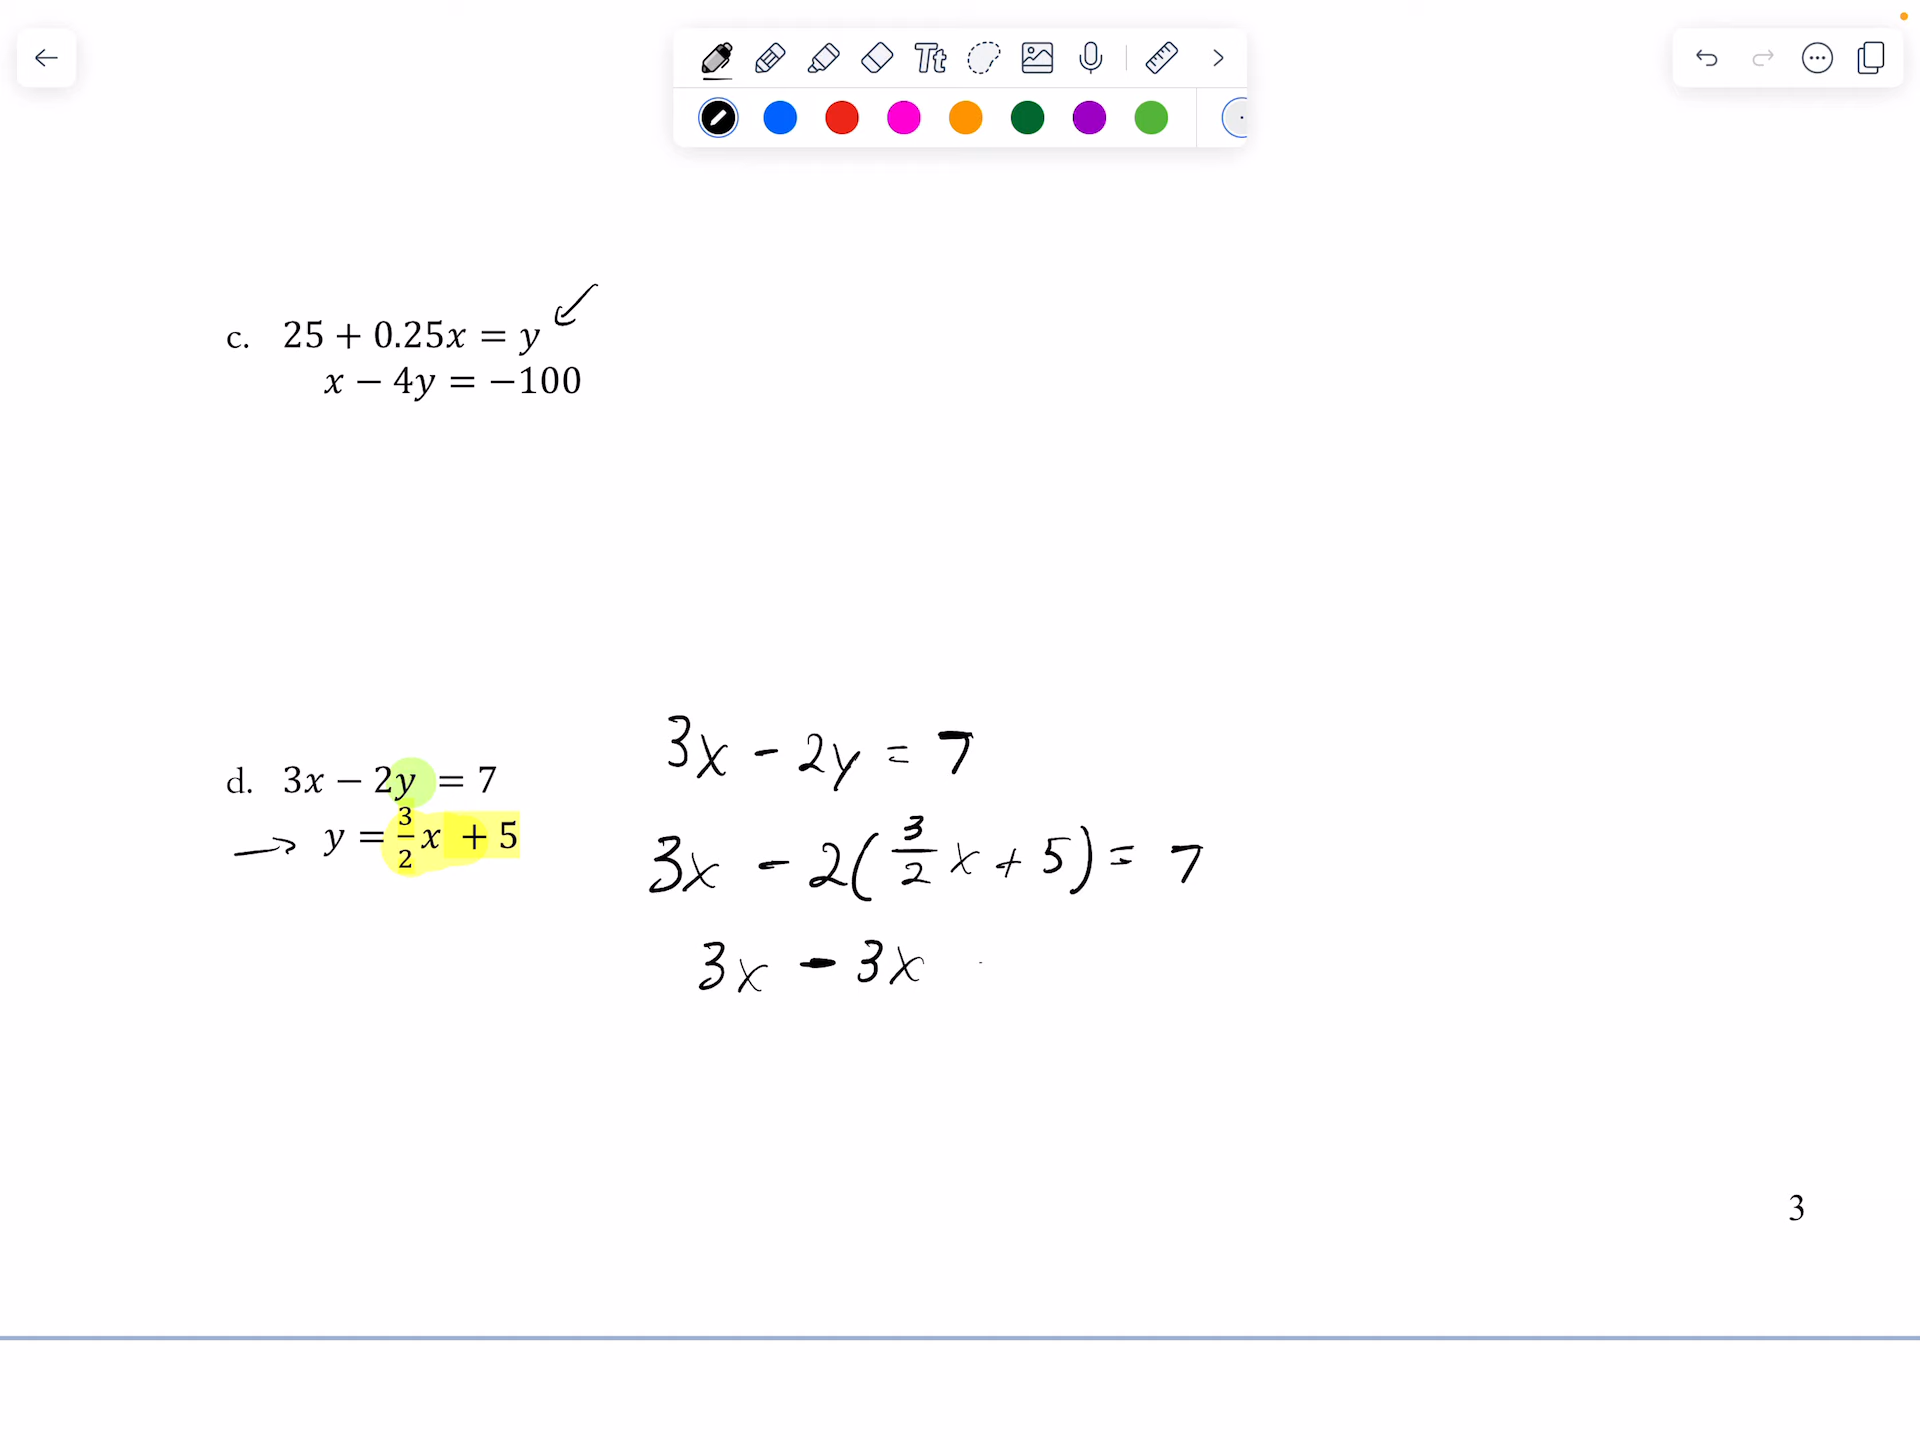 Tt
c. 25 + 0.25x = y
x − 4y = −100
d. 3x − 2y = 7
y = 3/2 x + 5
3x − 2y = 7
3x − 2(3/2 x + 5) = 7
3x − 3x
3